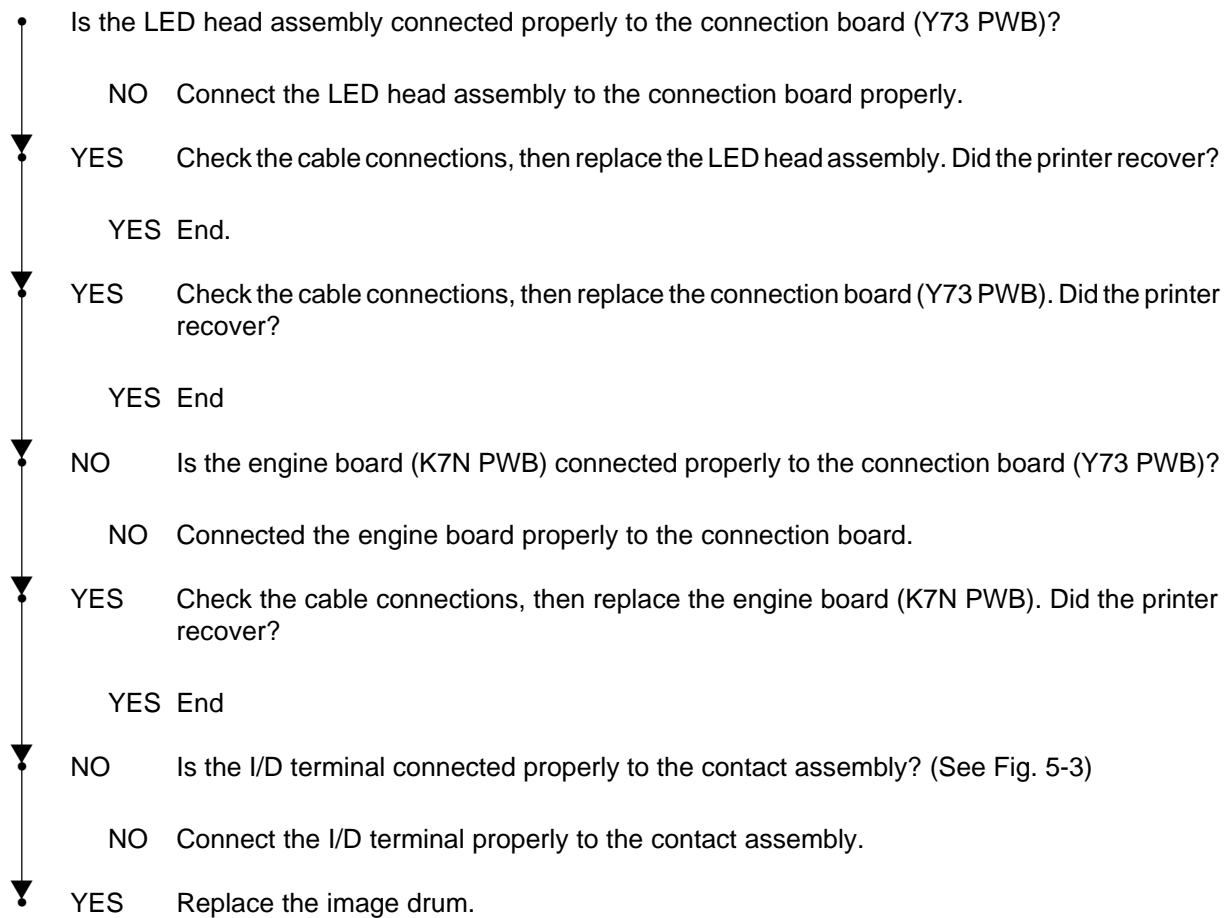 Is the LED head assembly connected properly to the connection board (Y73 PWB)?
NO Connect the LED head assembly to the connection board properly.
YES Check the cable connections, then replace the LED head assembly. Did the printer recover?
YES End.
YES Check the cable connections, then replace the connection board (Y73 PWB). Did the printer
recover?
YES End
NO Is the engine board (K7N PWB) connected properly to the connection board (Y73 PWB)?
NO Connected the engine board properly to the connection board.
YES Check the cable connections, then replace the engine board (K7N PWB). Did the printer
recover?
YES End
NO Is the I/D terminal connected properly to the contact assembly? (See Fig. 5-3)
NO Connect the I/D terminal properly to the contact assembly.
YES Replace the image drum.